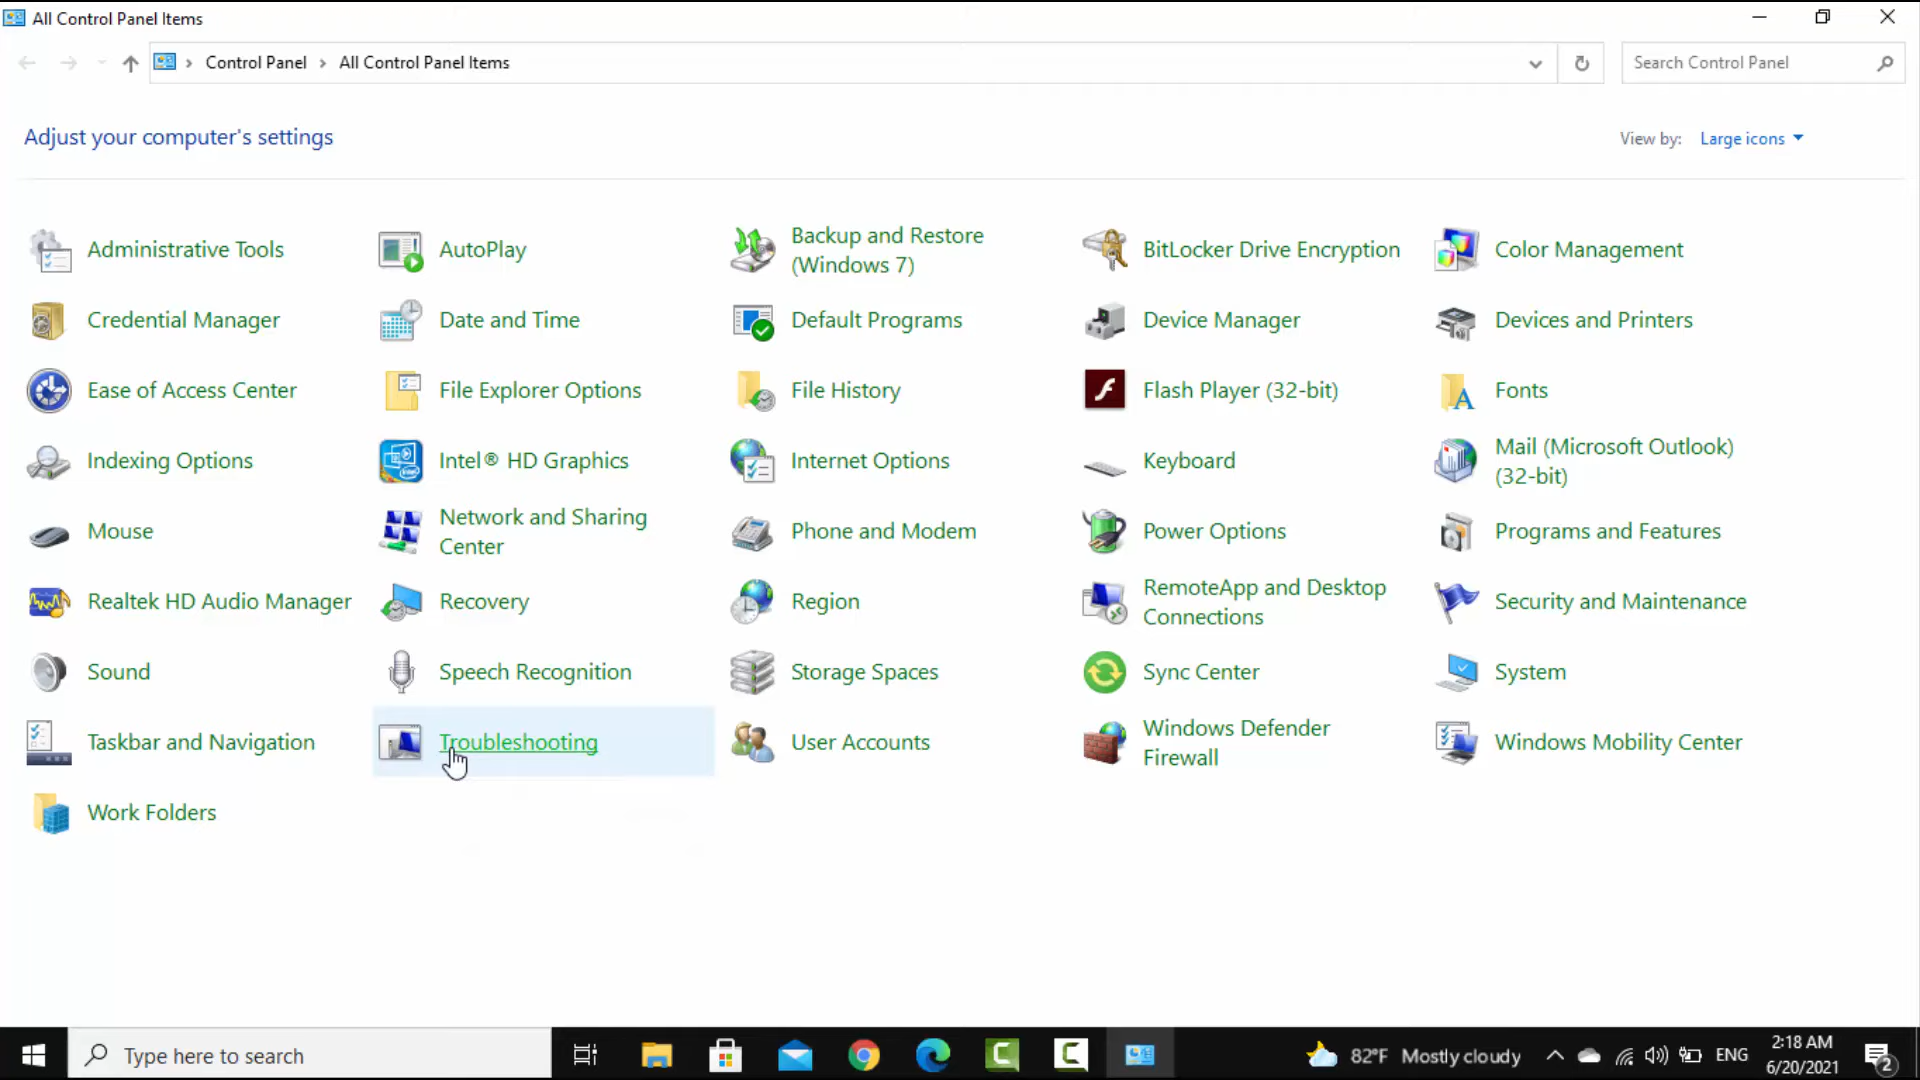 All Control Panel Items
Control Panel
All Control Panel Items
Search Control Panel
Adjust your computer's settings
View by: Large icons
Administrative Tools
AutoPlay
Backup and Restore
(Windows 7)
BitLocker Drive Encryption
Color Management
Credential Manager
Date and Time
Default Programs
Device Manager
Devices and Printers
Ease of Access Center
File Explorer Options
File History
Flash Player (32-bit)
Fonts
Indexing Options
Intel® HD Graphics
Internet Options
Keyboard
Mail (Microsoft Outlook)
(32-bit)
Mouse
Network and Sharing
Center
Phone and Modem
Power Options
Programs and Features
Realtek HD Audio Manager
Recovery
Region
RemoteApp and Desktop
Connections
Security and Maintenance
Sound
Speech Recognition
Storage Spaces
Sync Center
System
Taskbar and Navigation
Troubleshooting
User Accounts
Windows Defender
Firewall
Windows Mobility Center
Work Folders
Type here to search
82°F Mostly cloudy
ENG
2:18 AM
6/20/2021
2